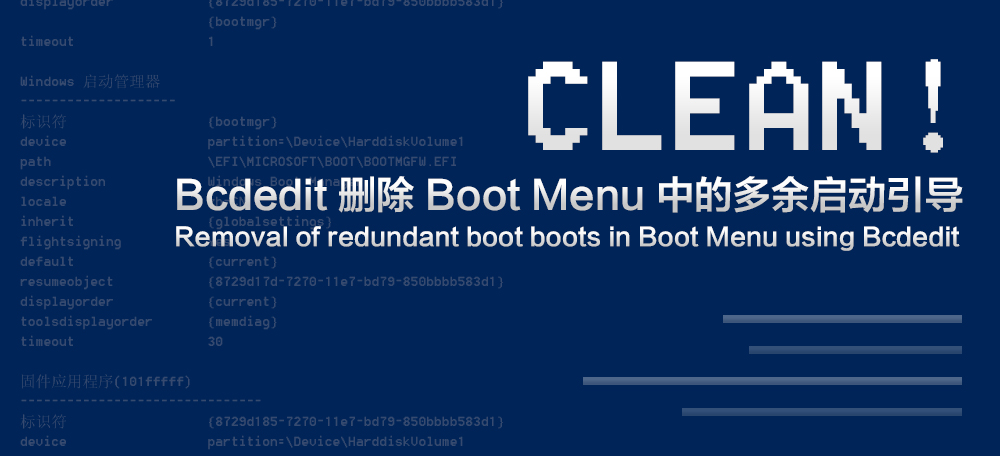 displayorder {8729d185-7270-11e7-bd79-850bbbb583d1}
{bootmgr}
timeout 1
Windows 启动管理器
--------------------
标识符 {bootmgr}
device partition=\Device\HarddiskVolume1
path \EFI\MICROSOFT\BOOT\BOOTMGFW.EFI
description Windows Boot Mana
locale
inherit {globalsettings}
flightsigning
default {current}
resumeobject {8729d17d-7270-11e7-bd79-850bbbb583d1}
displayorder {current}
toolsdisplayorder {memdiag}
timeout 30
固件应用程序(101fffff)
-------------------------------
标识符 {8729d185-7270-11e7-bd79-850bbbb583d1}
device partition=\Device\HarddiskVolume1
CLEAN!
Bcdedit 删除 Boot Menu 中的多余启动引导
Removal of redundant boot boots in Boot Menu using Bcdedit